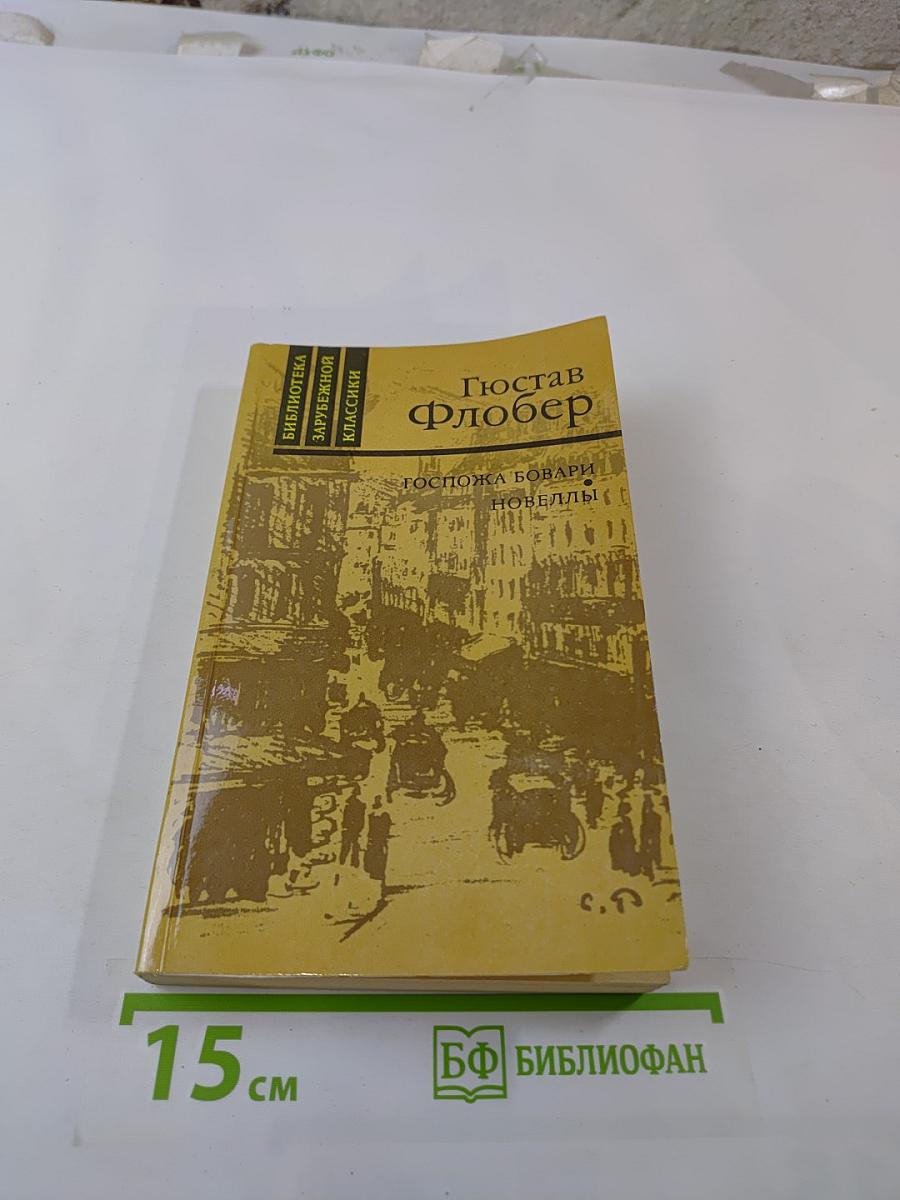 БИБЛИОТЕКА
ЗАРУБЕЖНОЙ
КЛАССИКИ
Гюстав
Флобер
ГОСПОЖА БОВАРИ
•
НОВЕЛЛЫ
15 см
БФ БИБЛИОФАН